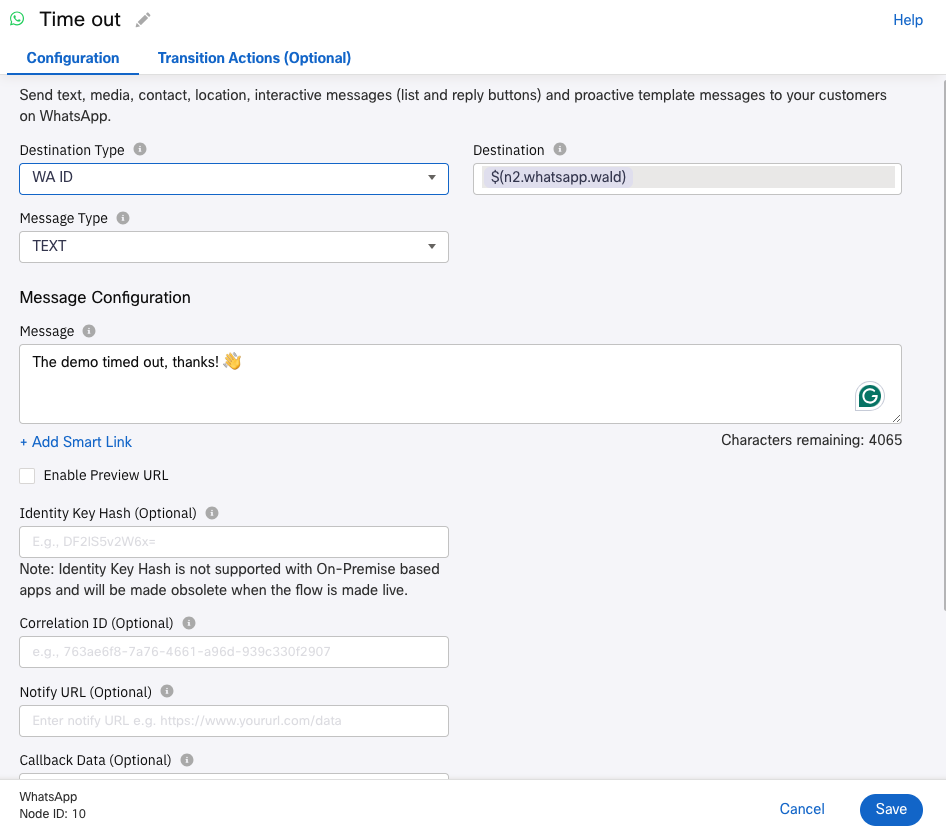 Time out
Help
Configuration
Transition Actions (Optional)
Send text, media, contact, location, interactive messages (list and reply buttons) and proactive template messages to your customers
on WhatsApp.
Destination Type
Destination
WA ID
$(n2.whatsapp.waId)
Message Type
TEXT
Message Configuration
Message
The demo timed out, thanks! 👋
+ Add Smart Link
Characters remaining: 4065
Enable Preview URL
Identity Key Hash (Optional)
E.g., DF2lS5v2W6x=
Note: Identity Key Hash is not supported with On-Premise based
apps and will be made obsolete when the flow is made live.
Correlation ID (Optional)
e.g., 763ae6f8-7a76-4661-a96d-939c330f2907
Notify URL (Optional)
Enter notify URL e.g. https://www.yoururl.com/data
Callback Data (Optional)
WhatsApp
Node ID: 10
Cancel
Save